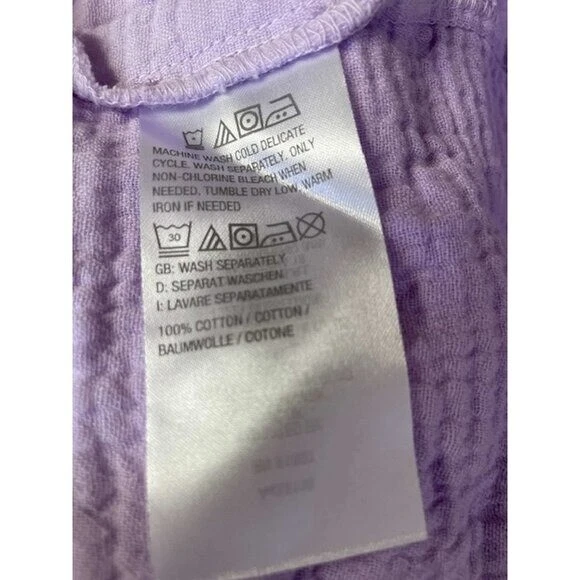 MACHINE WASH COLD DELICATE
CYCLE. WASH SEPARATELY. ONLY
NON-CHLORINE BLEACH WHEN
NEEDED. TUMBLE DRY LOW. WARM
IRON IF NEEDED
30
GB: WASH SEPARATELY
D: SEPARAT WASCHEN
I: LAVARE SEPARATAMENTE
100% COTTON / COTTON /
BAUMWOLLE / COTONE